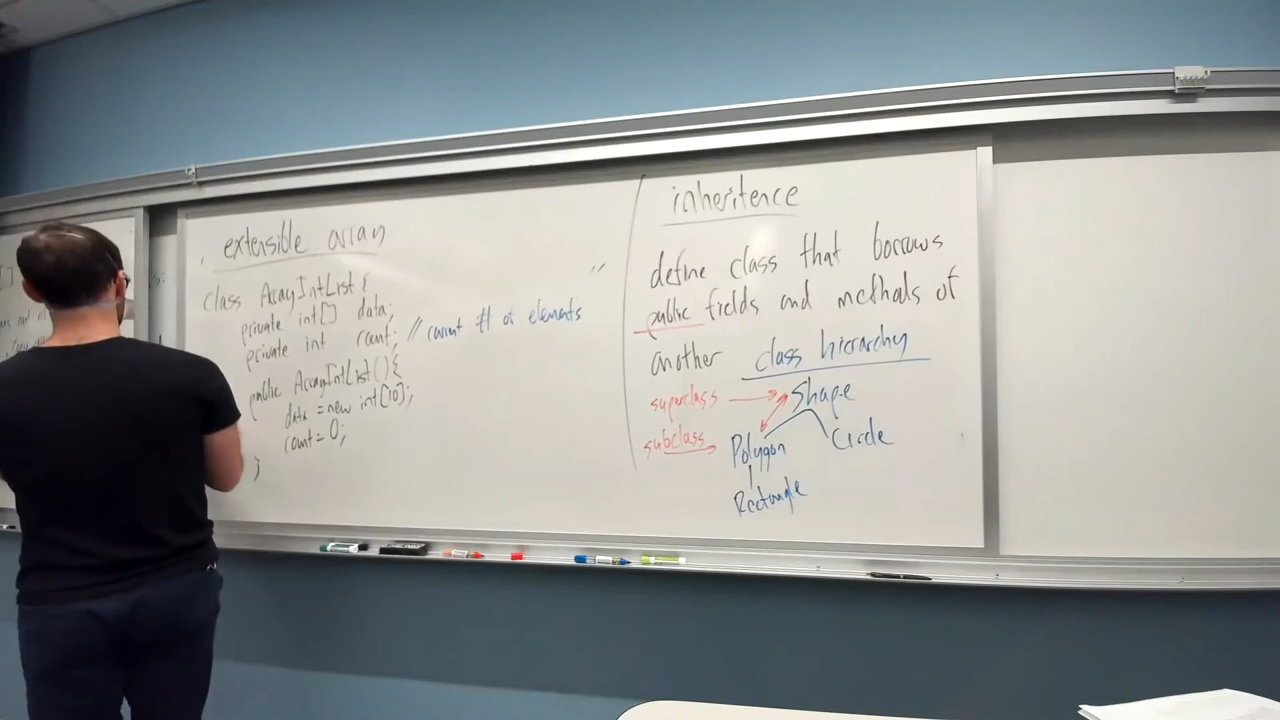 extensible array
class ArrayIntList {
private int[] data;
private int count; // count # of elements
public ArrayIntList () {
data = new int[10];
count = 0;
}
inheritence
define class that borrows
public fields and methods of
another class hierarchy
superclass Shape
subclass Polygon Circle
Rectangle